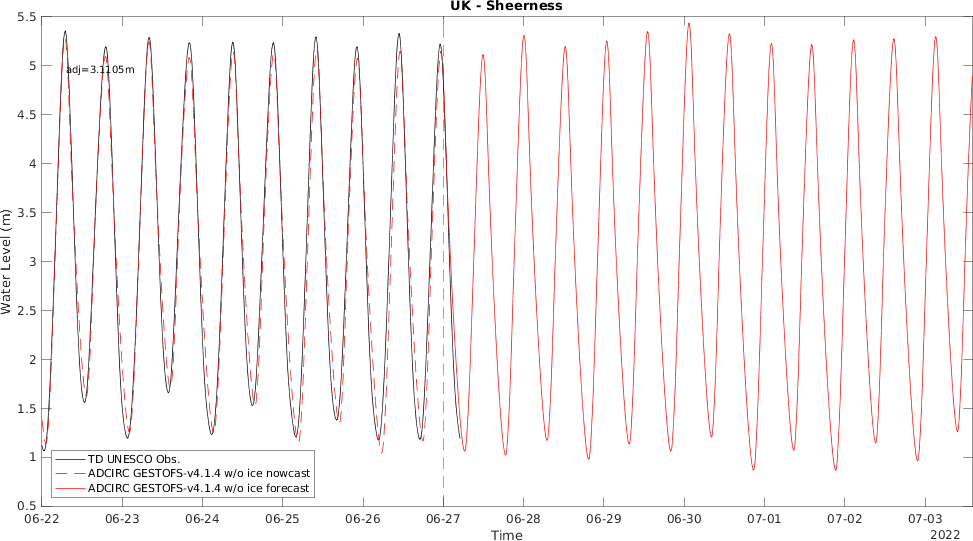 UK - Sheerness
5.5
5
4.5
4
3.5
3
2.5
2
1.5
1
0.5
Water Level (m)
adj=3.1105m
TD UNESCO Obs.
ADCIRC GESTOFS-v4.1.4 w/o ice nowcast
ADCIRC GESTOFS-v4.1.4 w/o ice forecast
06-22 06-23 06-24 06-25 06-26 06-27 06-28 06-29 06-30 07-01 07-02 07-03
Time
2022